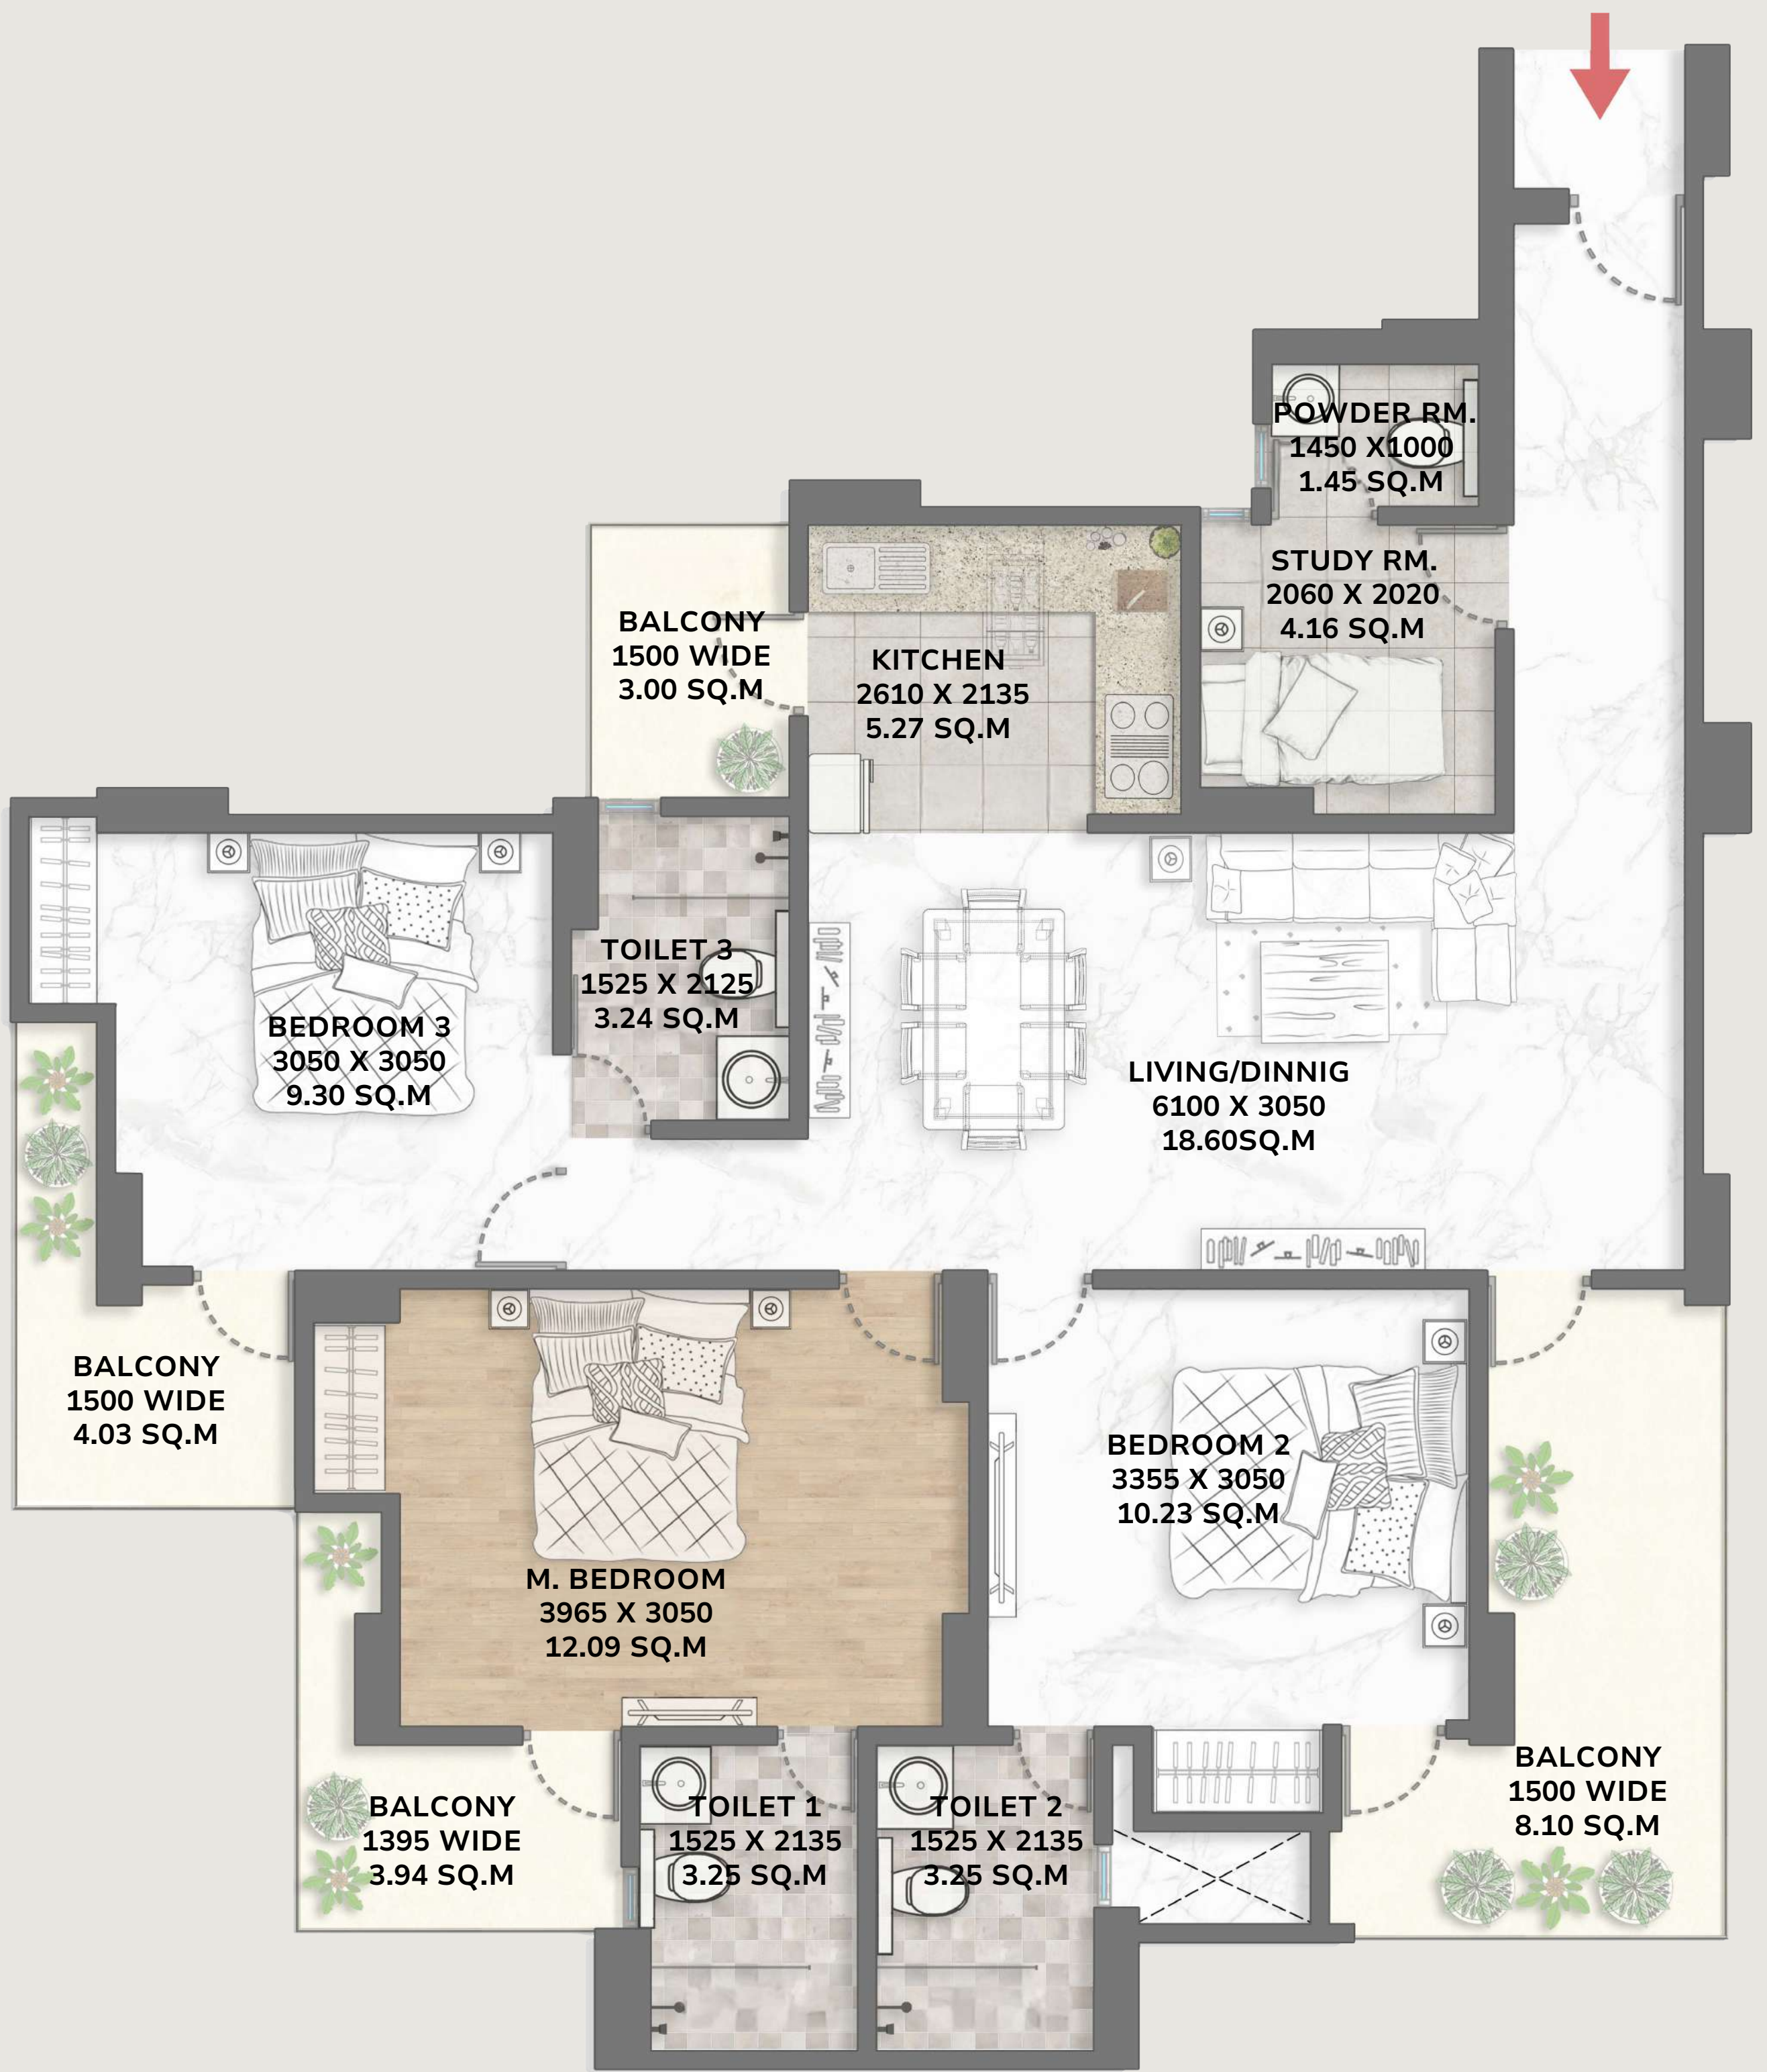 POWDER RM.
1450 X1000
1.45 SQ.M
STUDY RM.
2060 X 2020
4.16 SQ.M
BALCONY
1500 WIDE
3.00 SQ.M
KITCHEN
2610 X 2135
5.27 SQ.M
TOILET 3
1525 X 2125
3.24 SQ.M
BEDROOM 3
3050 X 3050
9.30 SQ.M
LIVING/DINNIG
6100 X 3050
18.60SQ.M
BALCONY
1500 WIDE
4.03 SQ.M
BEDROOM 2
3355 X 3050
10.23 SQ.M
M. BEDROOM
3965 X 3050
12.09 SQ.M
BALCONY
1500 WIDE
8.10 SQ.M
BALCONY
1395 WIDE
3.94 SQ.M
TOILET 1
1525 X 2135
3.25 SQ.M
TOILET 2
1525 X 2135
3.25 SQ.M